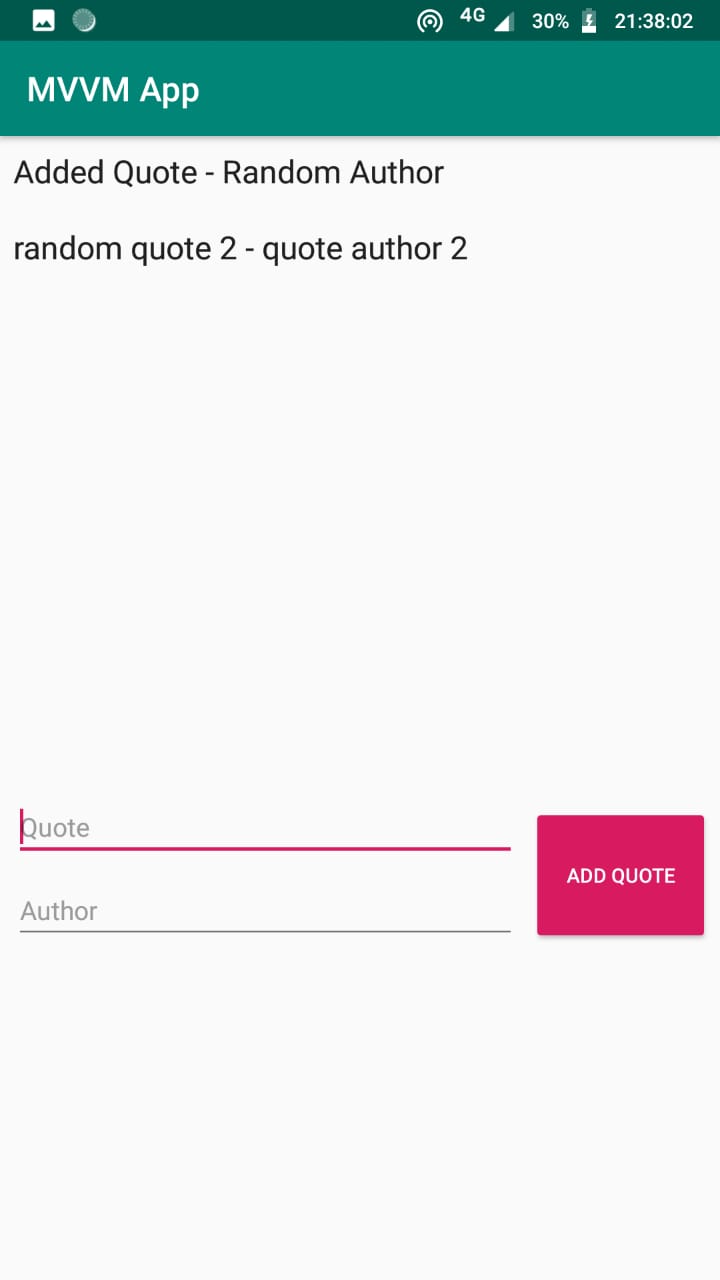 4G 30% 21:38:02
MVVM App
Added Quote - Random Author
random quote 2 - quote author 2
Quote
ADD QUOTE
Author